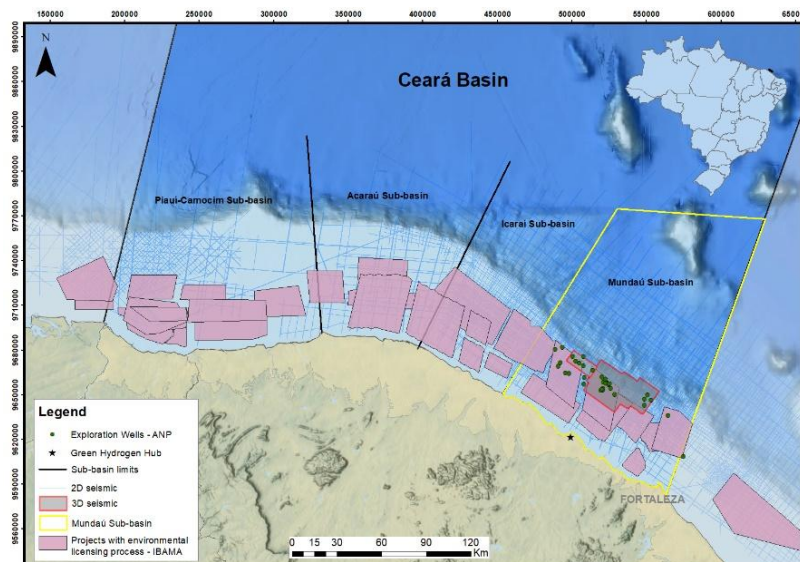 150000 200000 250000 300000 350000 400000 450000 500000 550000 600000 6500
9890000
9860000
9830000
9800000
9770000
9740000
9710000
9680000
9650000
9620000
9590000
9560000
N
Ceará Basin
Piauí-Camocim Sub-basin
Acaraú Sub-basin
Icaraí Sub-basin
Mundaú Sub-basin
FORTALEZA
Legend
Exploration Wells - ANP
Green Hydrogen Hub
Sub-basin limits
2D seismic
3D seismic
Mundaú Sub-basin
Projects with environmental
licensing process - IBAMA
0 15 30 60 90 120
Km